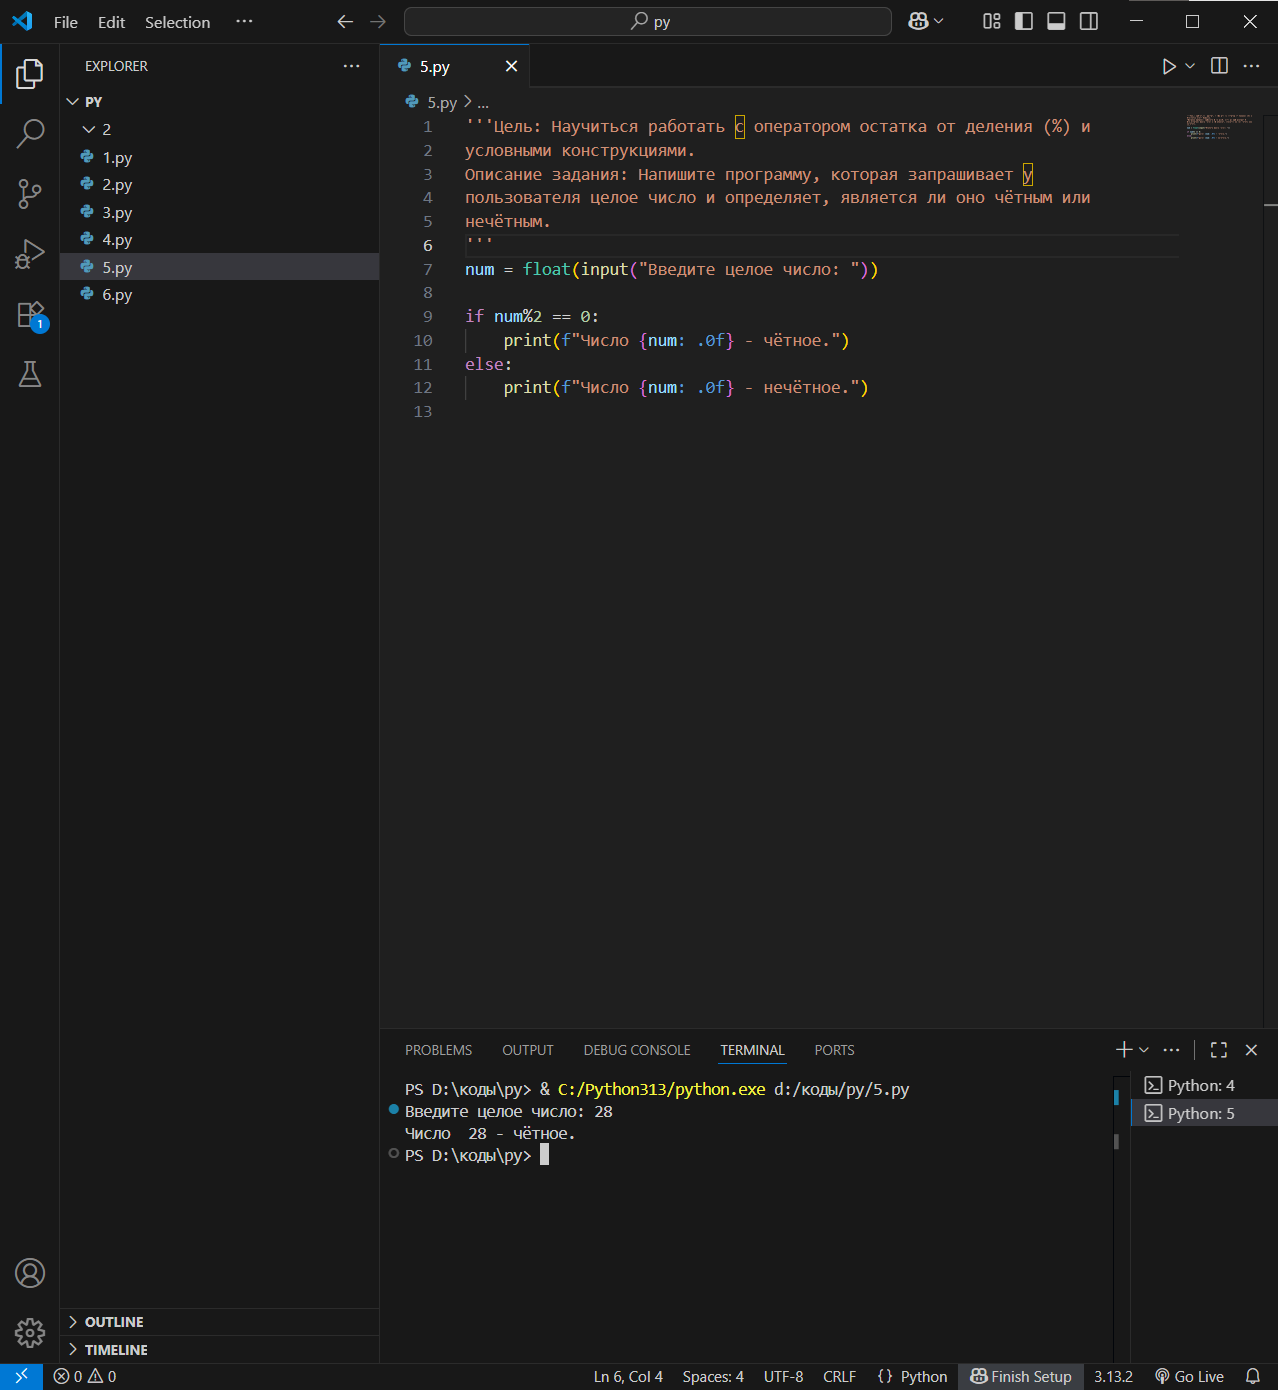 File Edit Selection ···
py
EXPLORER
PY
2
1.py
2.py
3.py
4.py
5.py
6.py
1
OUTLINE
TIMELINE
5.py
5.py > ...
1 '''Цель: Научиться работать с оператором остатка от деления (%) и
2 условными конструкциями.
3 Описание задания: Напишите программу, которая запрашивает у
4 пользователя целое число и определяет, является ли оно чётным или
5 нечётным.
6 '''
7 num = float(input("Введите целое число: "))
8
9 if num%2 == 0:
10 print(f"Число {num: .0f} - чётное.")
11 else:
12 print(f"Число {num: .0f} - нечётное.")
13
PROBLEMS OUTPUT DEBUG CONSOLE TERMINAL PORTS
PS D:\коды\py> & C:/Python313/python.exe d:/коды/py/5.py
Введите целое число: 28
Число  28 - чётное.
PS D:\коды\py>
Python: 4
Python: 5
0 0 Ln 6, Col 4 Spaces: 4 UTF-8 CRLF {} Python Finish Setup 3.13.2 Go Live